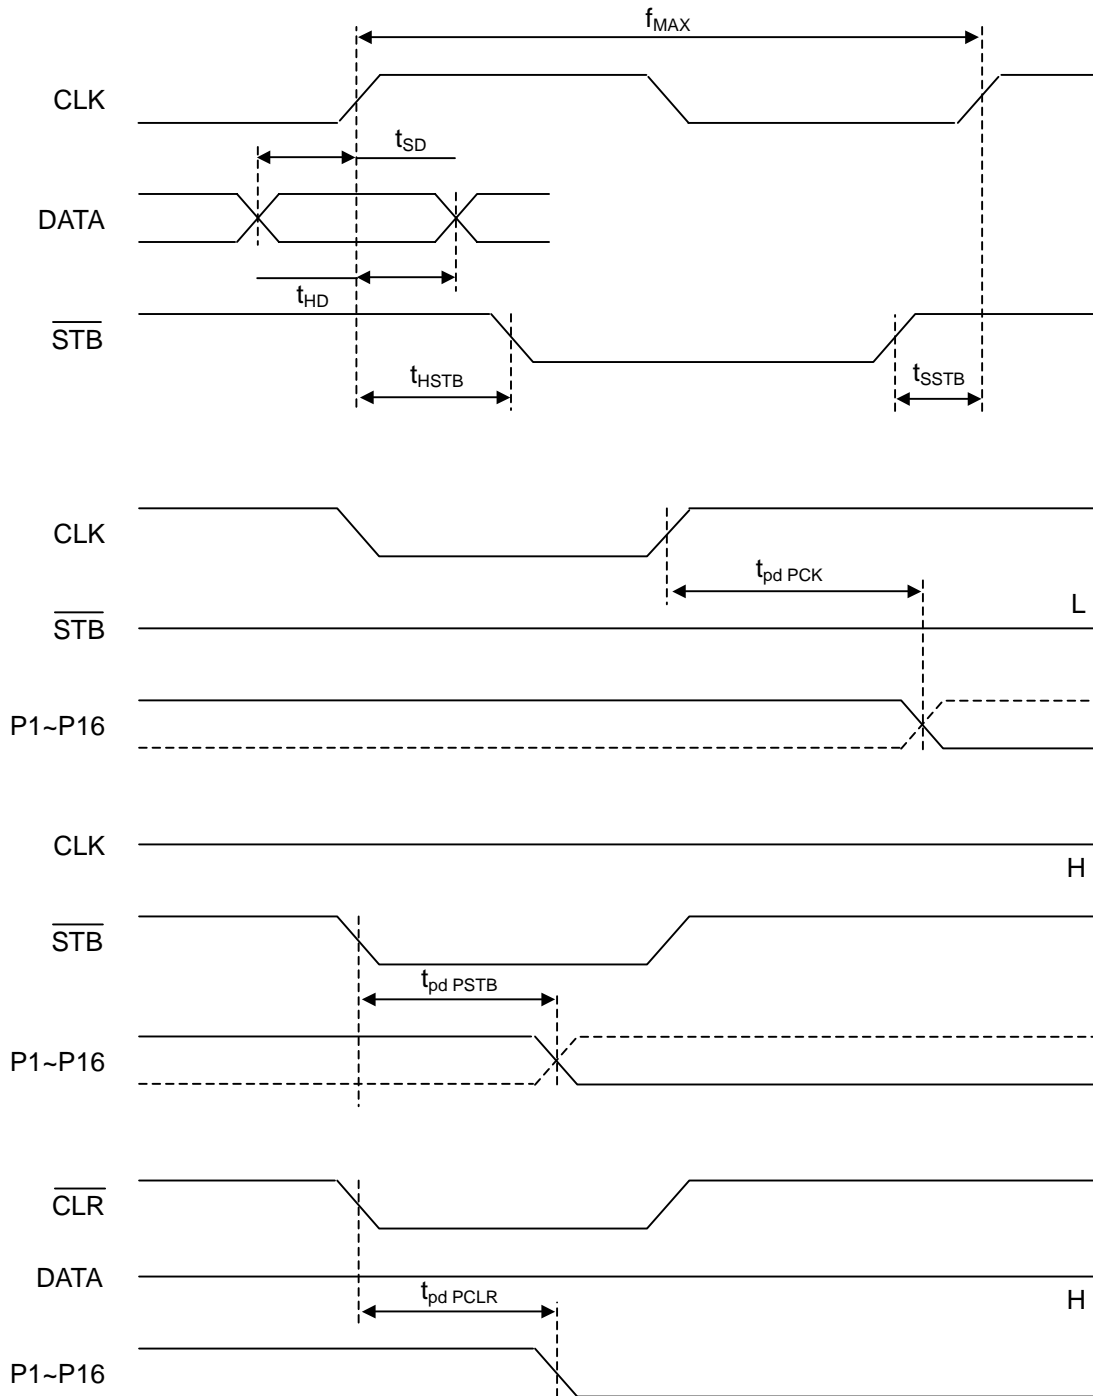 fMAX
CLK
tSD
DATA
tHD
STB
tHSTB
tSSTB
CLK
tpd PCK
L
STB
P1~P16
CLK
H
STB
tpd PSTB
P1~P16
CLR
DATA
tpd PCLR
H
P1~P16